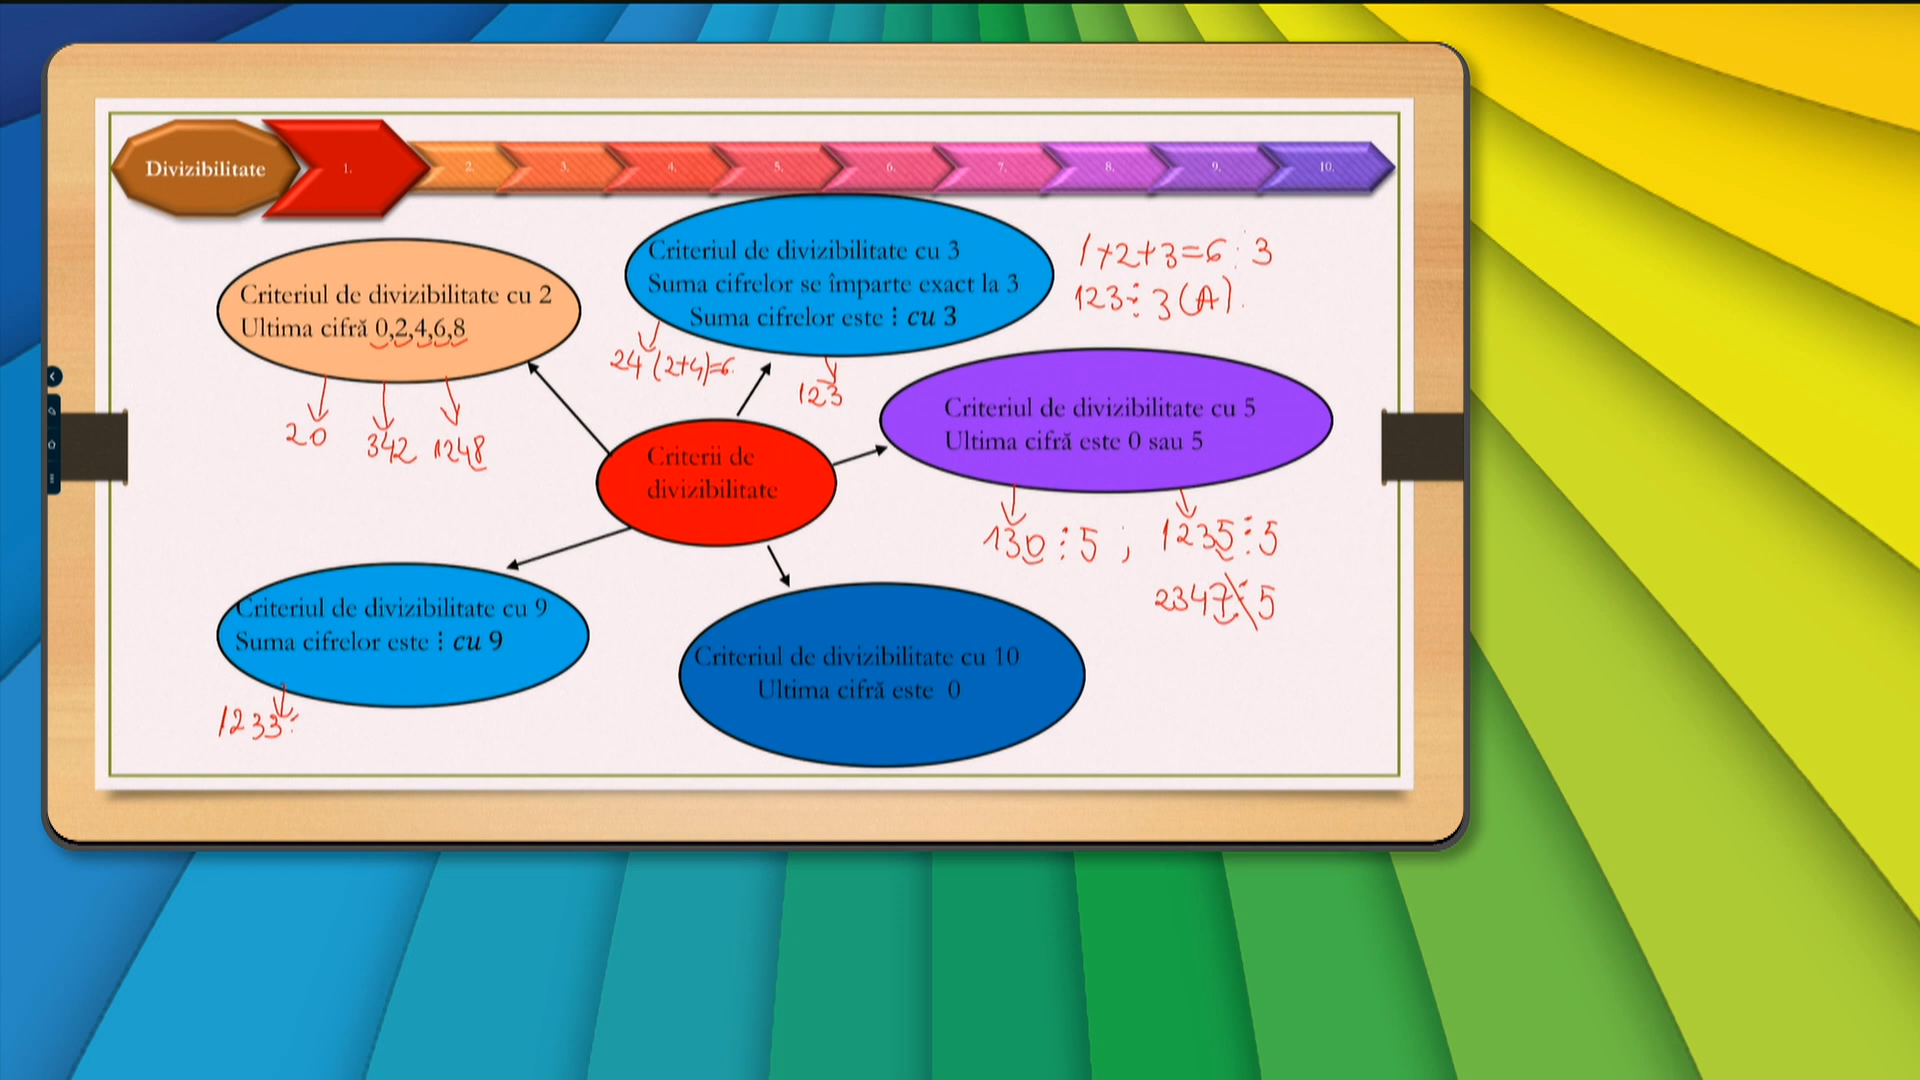 Divizibilitate
1.
2.
3.
4.
5.
6.
7.
8.
9.
10.
Criteriul de divizibilitate cu 2
Ultima cifră 0,2,4,6,8
20 342 1248
Criteriul de divizibilitate cu 3
Suma cifrelor se împarte exact la 3
Suma cifrelor este ⋮ cu 3
1+2+3=6⋮3
123⋮3 (A).
24 (2+4)=6
123
Criteriul de divizibilitate cu 5
Ultima cifră este 0 sau 5
130⋮5 ; 1235⋮5
2347⋮̸5
Criterii de
divizibilitate
Criteriul de divizibilitate cu 9
Suma cifrelor este ⋮ cu 9
1233⋮
Criteriul de divizibilitate cu 10
Ultima cifră este 0